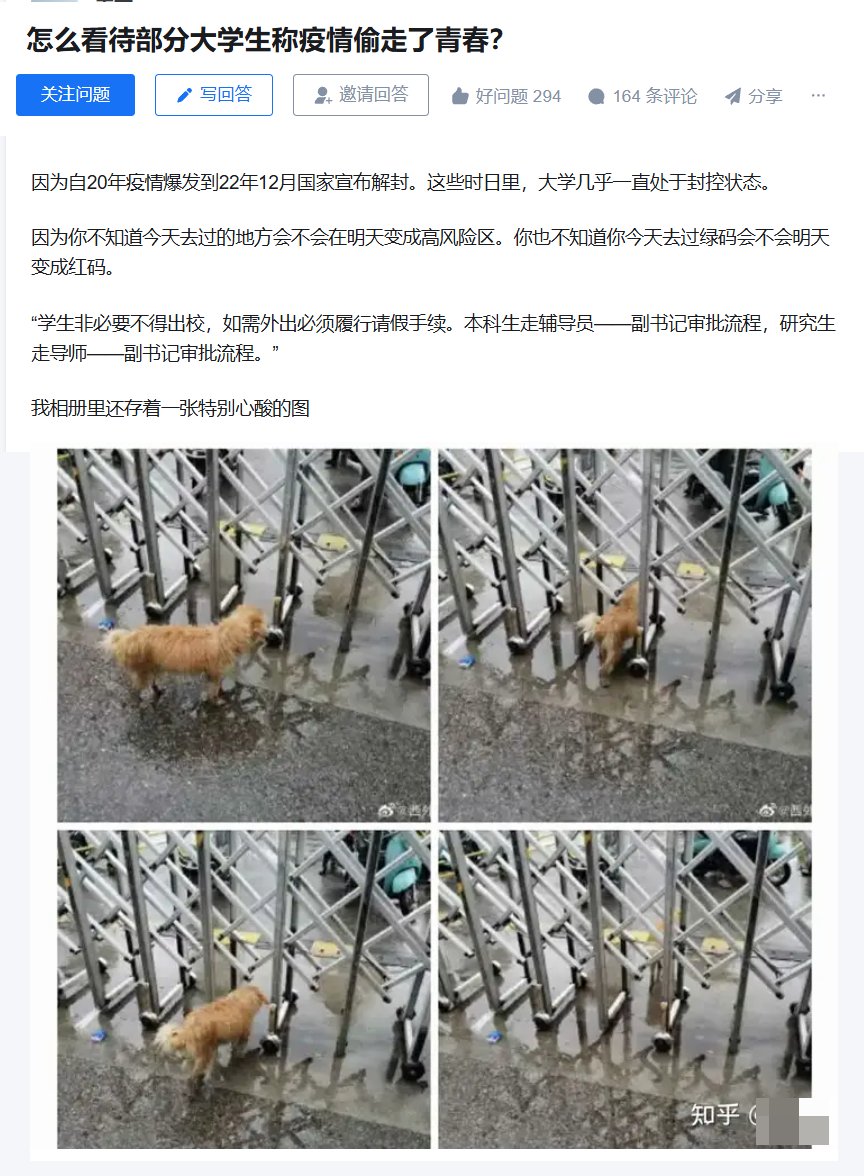 怎么看待部分大学生称疫情偷走了青春？
关注问题
写回答
邀请回答
好问题 294
164 条评论
分享
因为自20年疫情爆发到22年12月国家宣布解封。这些时日里，大学几乎一直处于封控状态。
因为你不知道今天去过的地方会不会在明天变成高风险区。你也不知道你今天去过绿码会不会明天
变成红码。
“学生非必要不得出校，如需外出必须履行请假手续。本科生走辅导员——副书记审批流程，研究生
走导师——副书记审批流程。”
我相册里还存着一张特别心酸的图
@西外
@西外
知乎 @